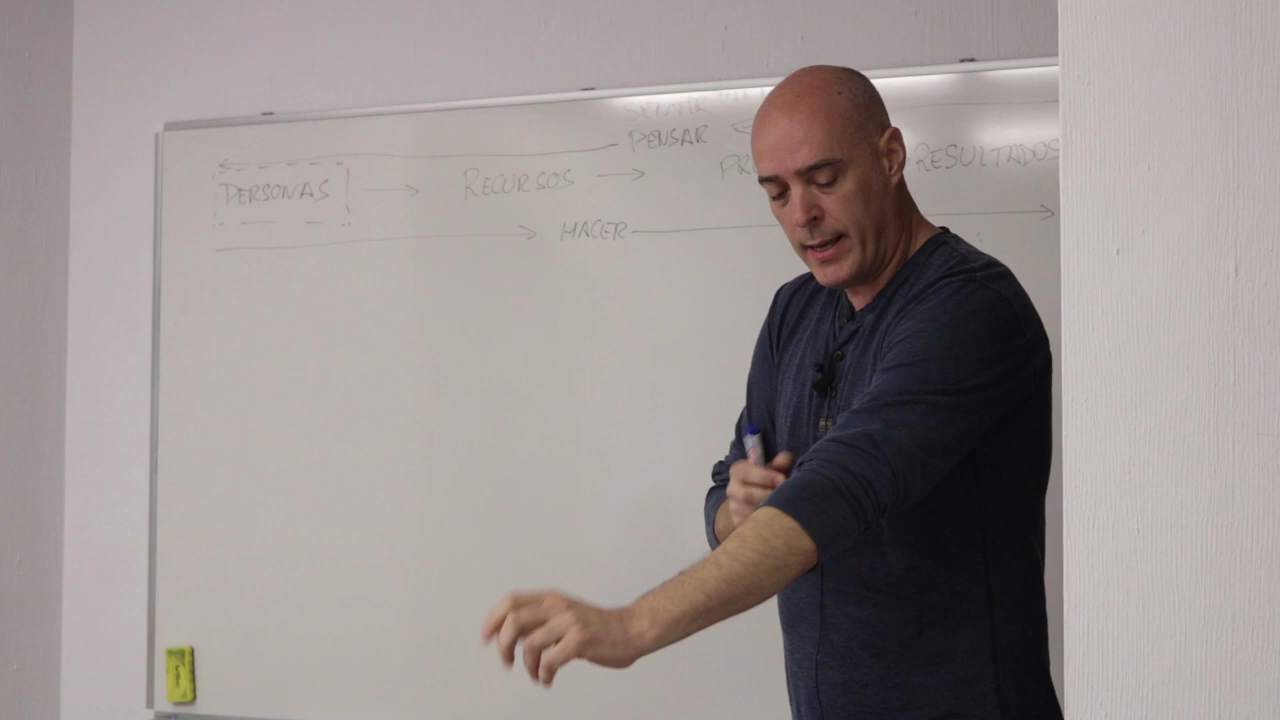 SENTIR
PENSAR
PERSONAS → RECURSOS → RESULTADOS
HACER